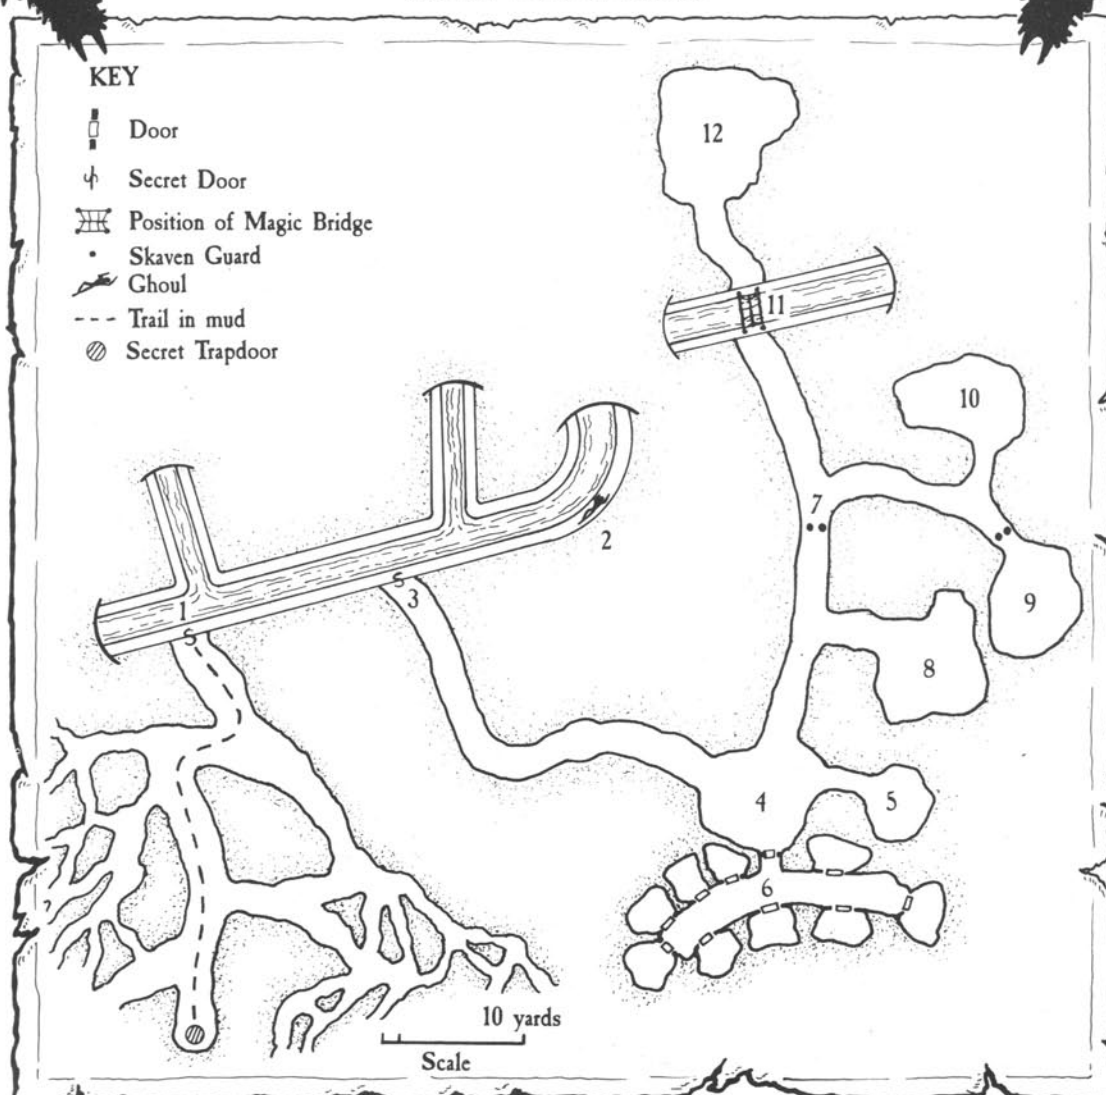 KEY
Door
Secret Door
Position of Magic Bridge
Skaven Guard
Ghoul
Trail in mud
Secret Trapdoor
12
11
10
7
2
1
S
S
3
9
8
4
5
6
10 yards
Scale